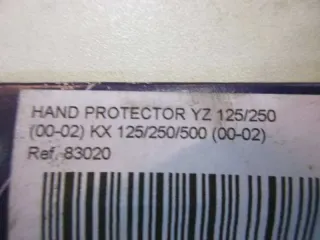 HAND PROTECTOR YZ 125/250
(00-02) KX 125/250/500 (00-02)
Ref. 83020